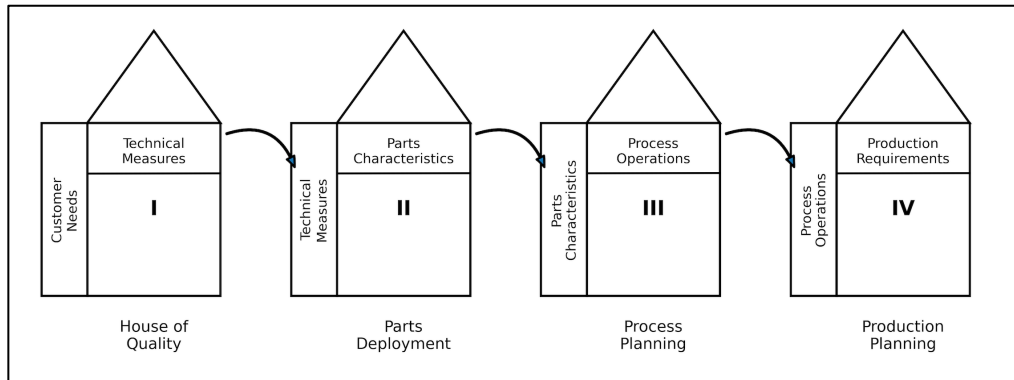 Customer
Needs
Technical
Measures
I
House of
Quality
Technical
Measures
Parts
Characteristics
II
Parts
Deployment
Parts
Characteristics
Process
Operations
III
Process
Planning
Process
Operations
Production
Requirements
IV
Production
Planning